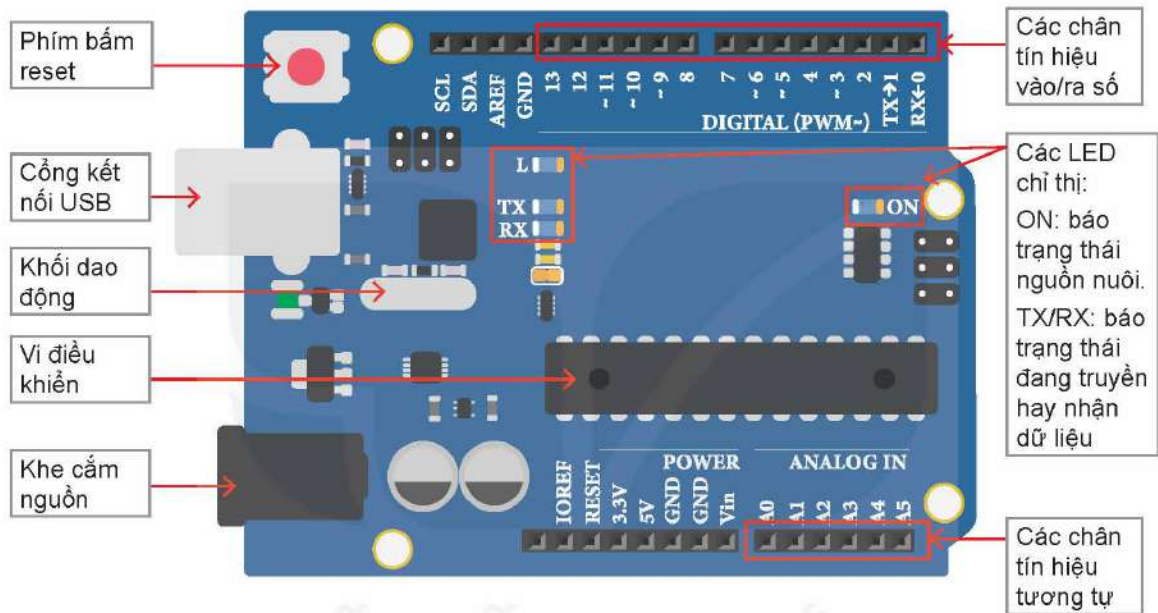 Phím bấm
reset
Cổng kết
nối USB
Khối dao
động
Vi điều
khiển
Khe cắm
nguồn
SCL
SDA
AREF
GND
13
12
~ 11
~ 10
~ 9
8
7
~ 6
~ 5
4
~ 3
2
TX→1
RX←0
DIGITAL (PWM~)
L
TX
RX
ON
POWER
ANALOG IN
IOREF
RESET
3.3V
5V
GND
GND
Vin
A0
A1
A2
A3
A4
A5
Các chân
tín hiệu
vào/ra số
Các LED
chỉ thị:
ON: báo
trạng thái
nguồn nuôi.
TX/RX: báo
trạng thái
đang truyền
hay nhận
dữ liệu
Các chân
tín hiệu
tương tự